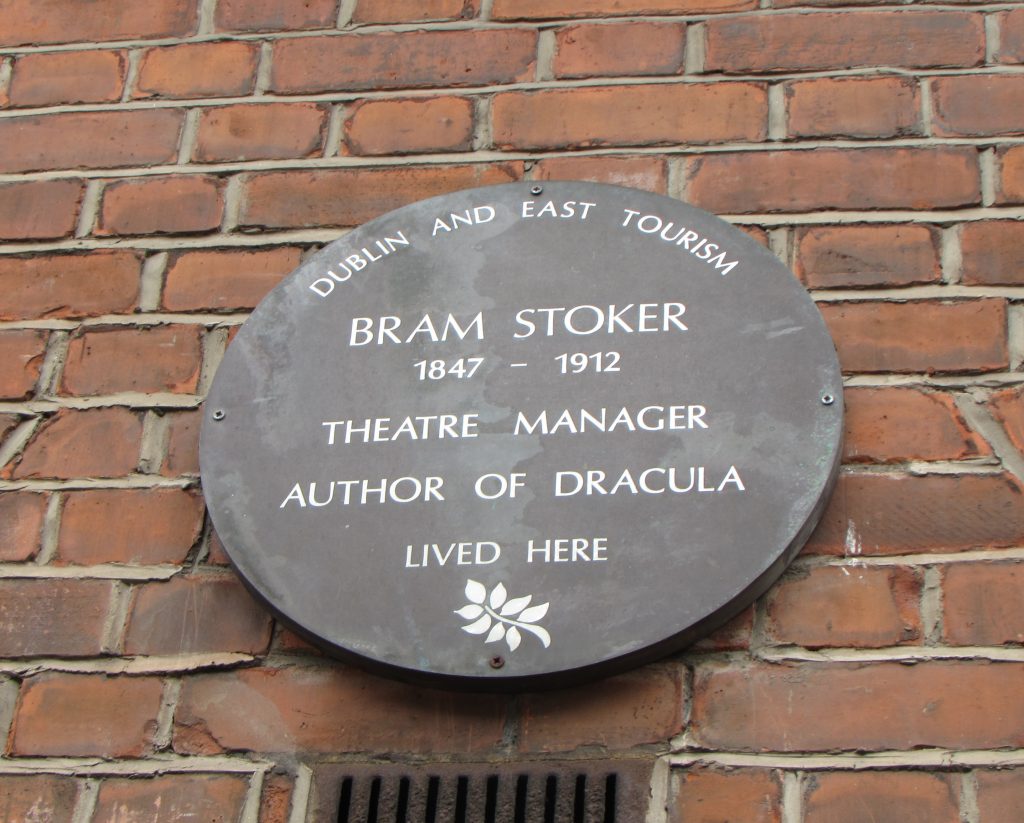 DUBLIN AND EAST TOURISM
BRAM STOKER
1847 – 1912
THEATRE MANAGER
AUTHOR OF DRACULA
LIVED HERE